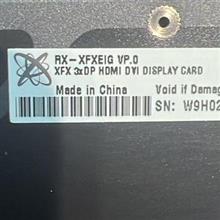 RX-XFXEIG VP.0
XFX 3xDP HDMI DVI DISPLAY CARD
Made in China Void if Damag
SN: W9H02